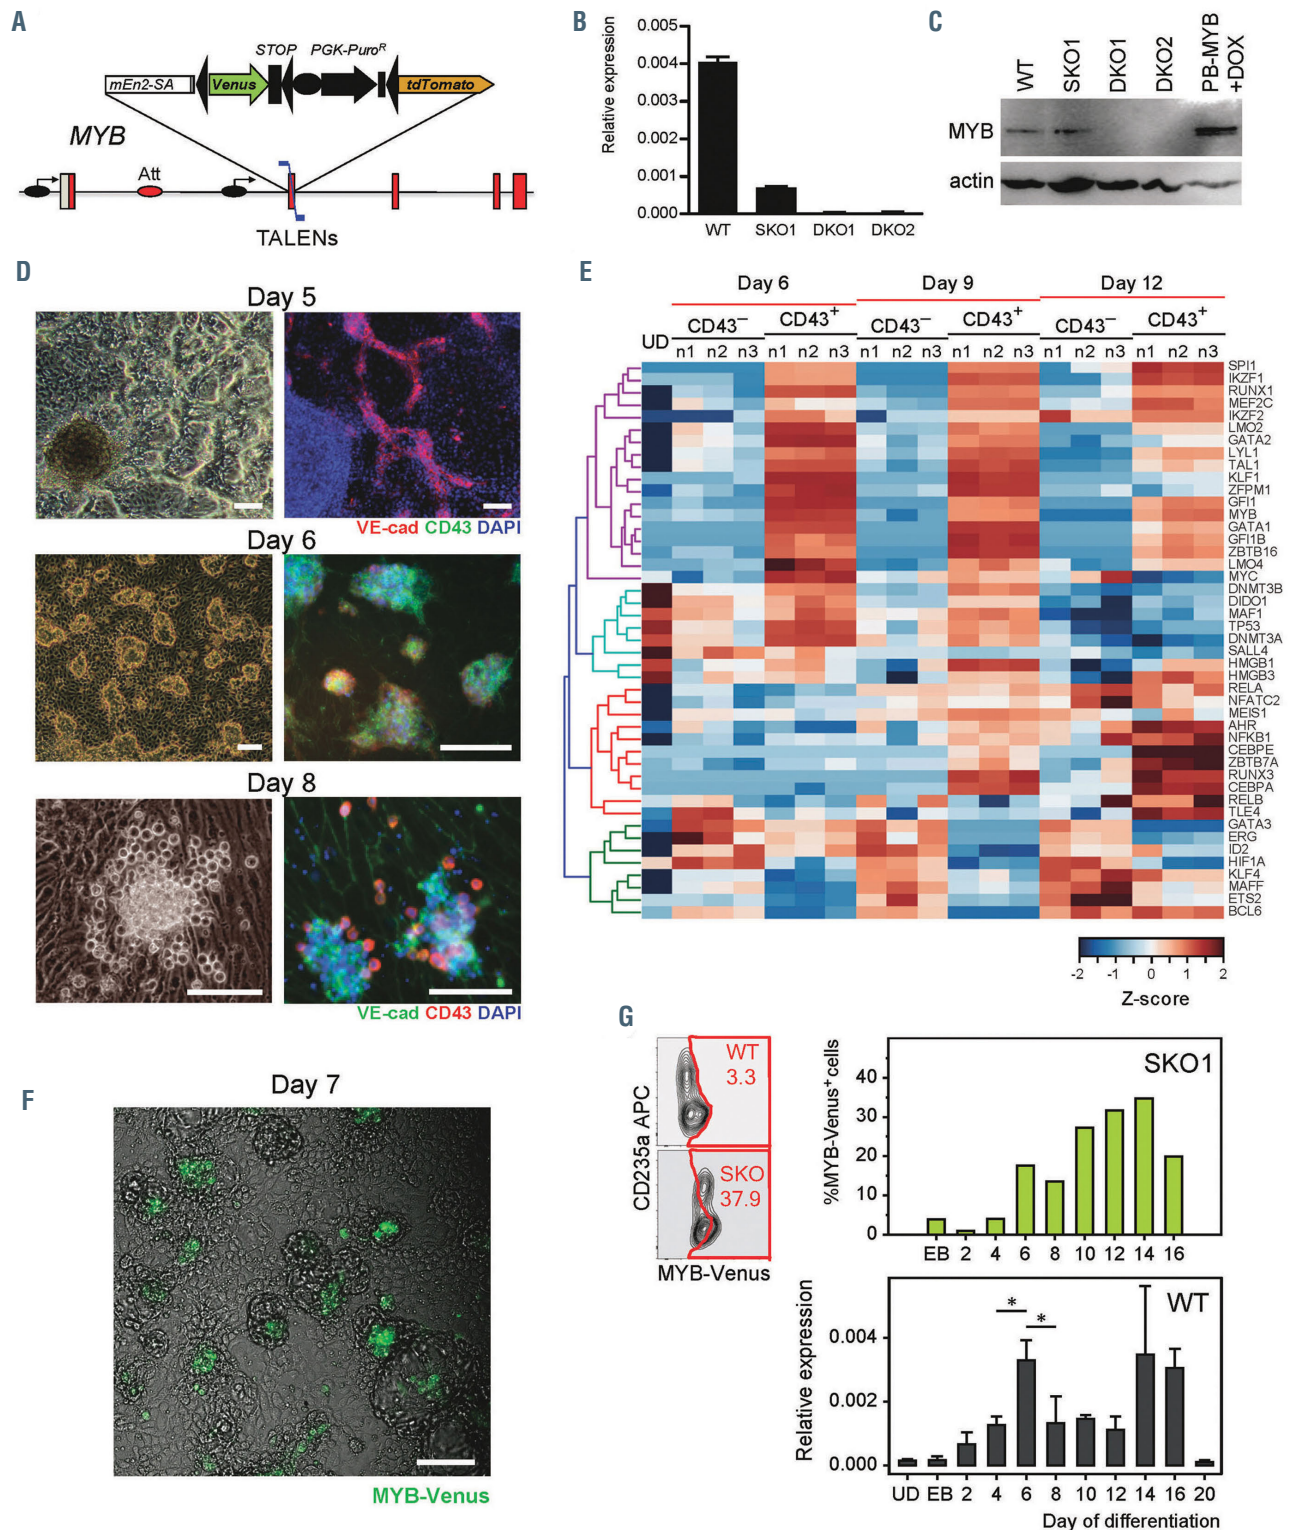 A
STOP PGK-Puro^R
mEn2-SA Venus tdTomato
MYB
Att
TALENs
B
Relative expression
0.005
0.004
0.003
0.002
0.001
0.000
WT SKO1 DKO1 DKO2
C
WT SKO1 DKO1 DKO2 PB-MYB +DOX
MYB
actin
D
Day 5
VE-cad CD43 DAPI
Day 6
Day 8
VE-cad CD43 DAPI
E
Day 6 Day 9 Day 12
CD43⁻ CD43⁺ CD43⁻ CD43⁺ CD43⁻ CD43⁺
UD n1 n2 n3 n1 n2 n3 n1 n2 n3 n1 n2 n3 n1 n2 n3 n1 n2 n3
SPI1
IKZF1
RUNX1
MEF2C
IKZF2
LMO2
GATA2
LYL1
TAL1
KLF1
ZFPM1
GFI1
MYB
GATA1
GFI1B
ZBTB16
LMO4
MYC
DNMT3B
DIDO1
MAF1
TP53
DNMT3A
SALL4
HMGB1
HMGB3
RELA
NFATC2
MEIS1
AHR
NFKB1
CEBPE
ZBTB7A
RUNX3
CEBPA
RELB
TLE4
GATA3
ERG
ID2
HIF1A
KLF4
MAFF
ETS2
BCL6
-2 -1 0 1 2
Z-score
F
Day 7
MYB-Venus
G
CD235a APC
WT
3.3
SKO
37.9
MYB-Venus
%MYB-Venus⁺cells
SKO1
40
30
20
10
0
EB 2 4 6 8 10 12 14 16
Relative expression
WT
* *
0.004
0.002
0.000
UD EB 2 4 6 8 10 12 14 16 20
Day of differentiation